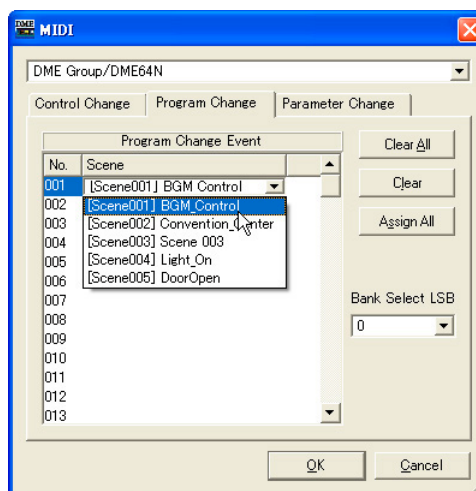 DME MIDI
DME Group/DME64N
Control Change Program Change Parameter Change
Program Change Event
No. Scene
001 [Scene001] BGM Control
002 [Scene001] BGM_Control
003 [Scene002] Convention_Center
004 [Scene003] Scene 003
005 [Scene004] Light_On
006 [Scene005] DoorOpen
007
008
009
010
011
012
013
Clear All
Clear
Assign All
Bank Select LSB
0
OK Cancel